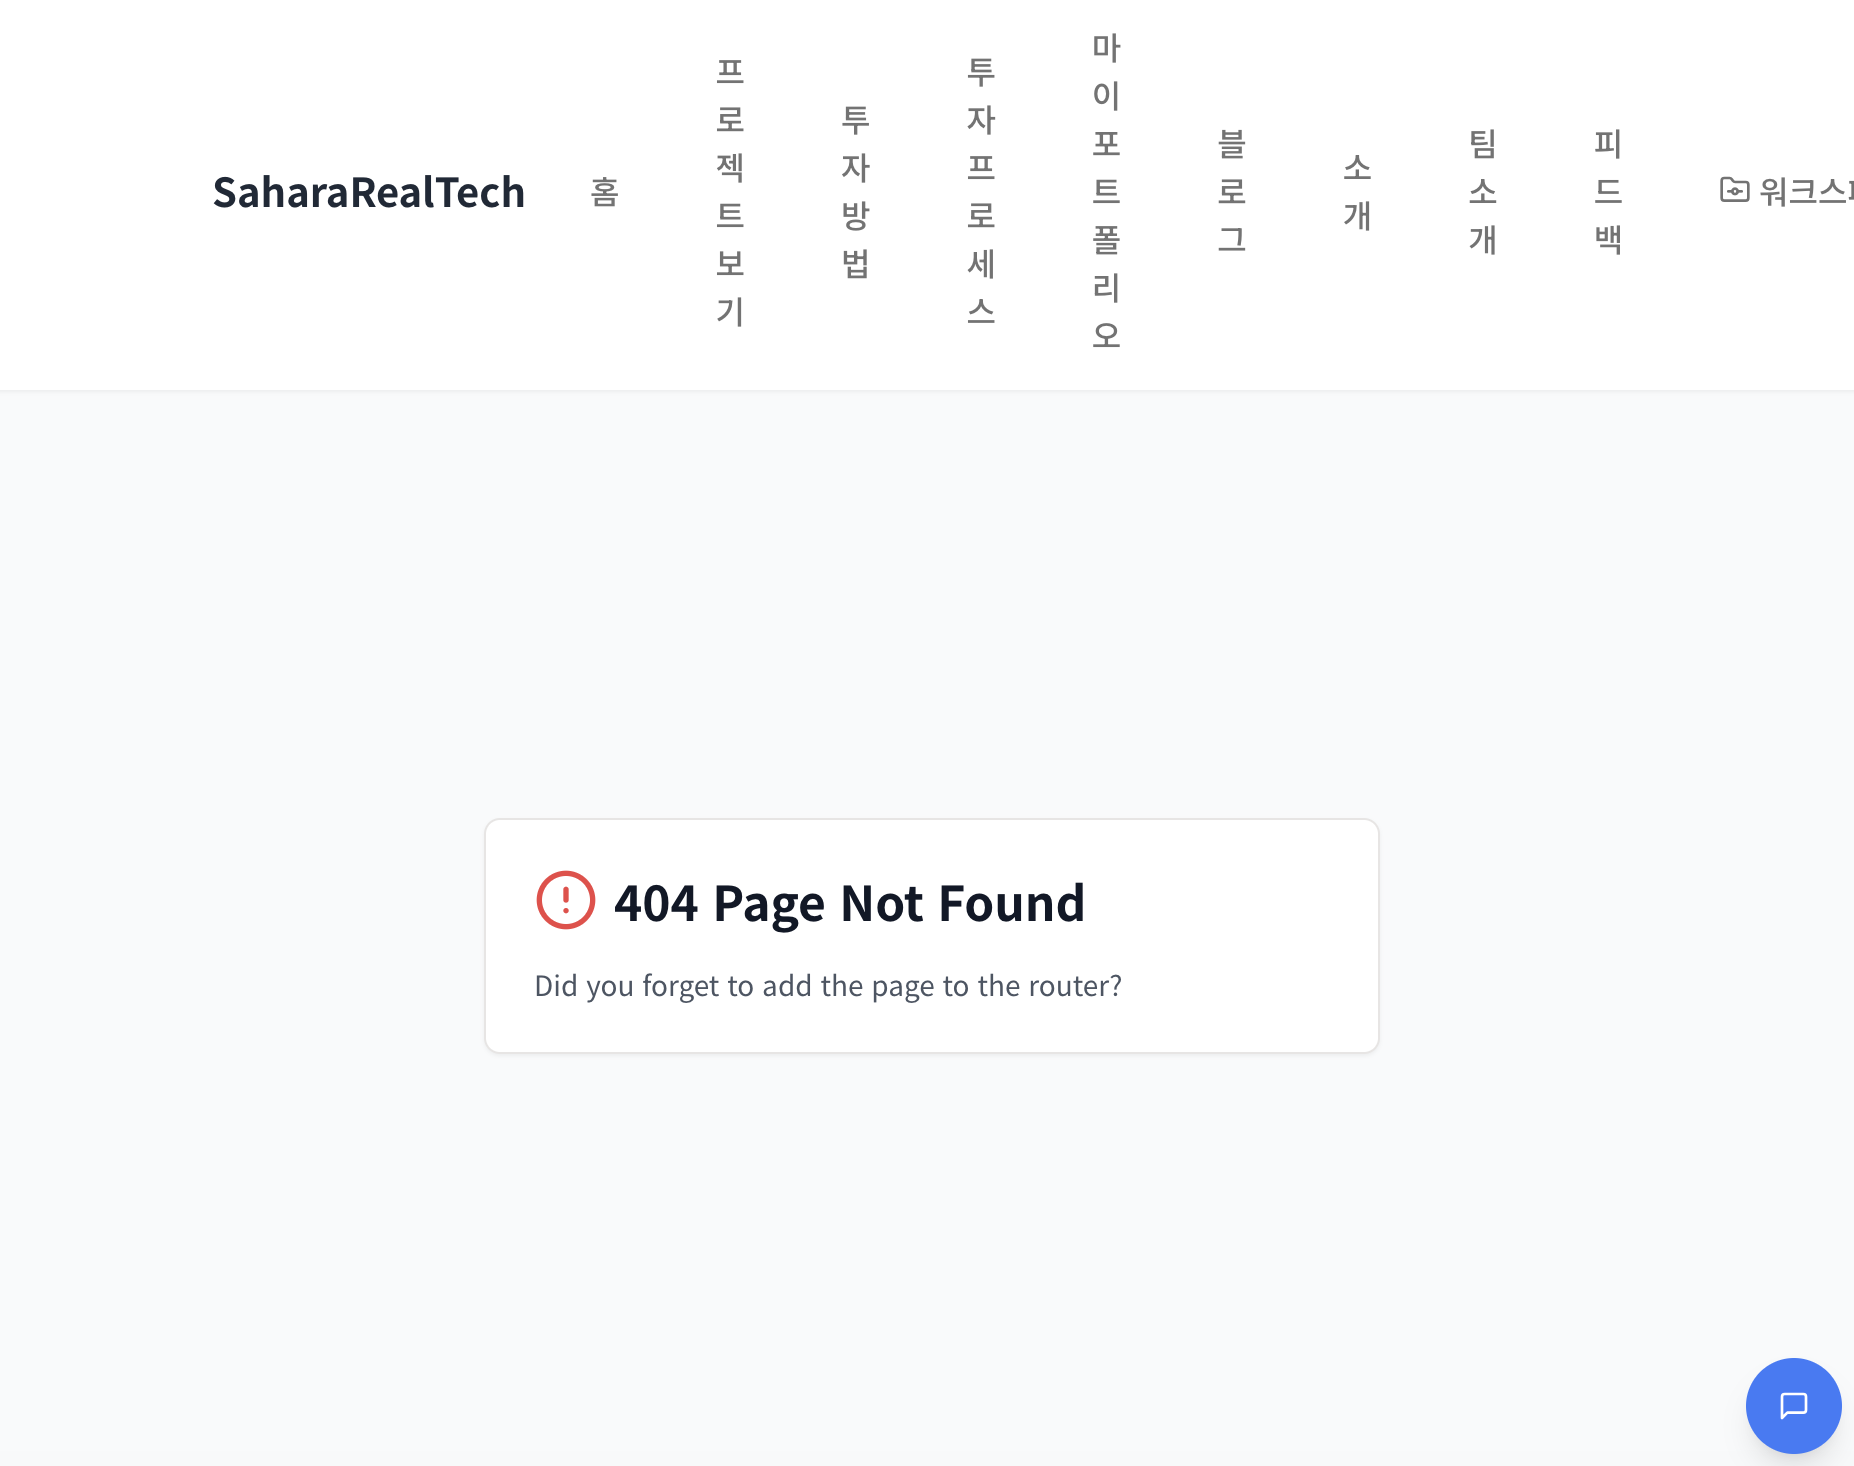 SaharaRealTech
홈
프로젝트보기
투자방법
투자프로세스
마이포트폴리오
블로그
소개
팀소개
피드백
워크스
404 Page Not Found
Did you forget to add the page to the router?